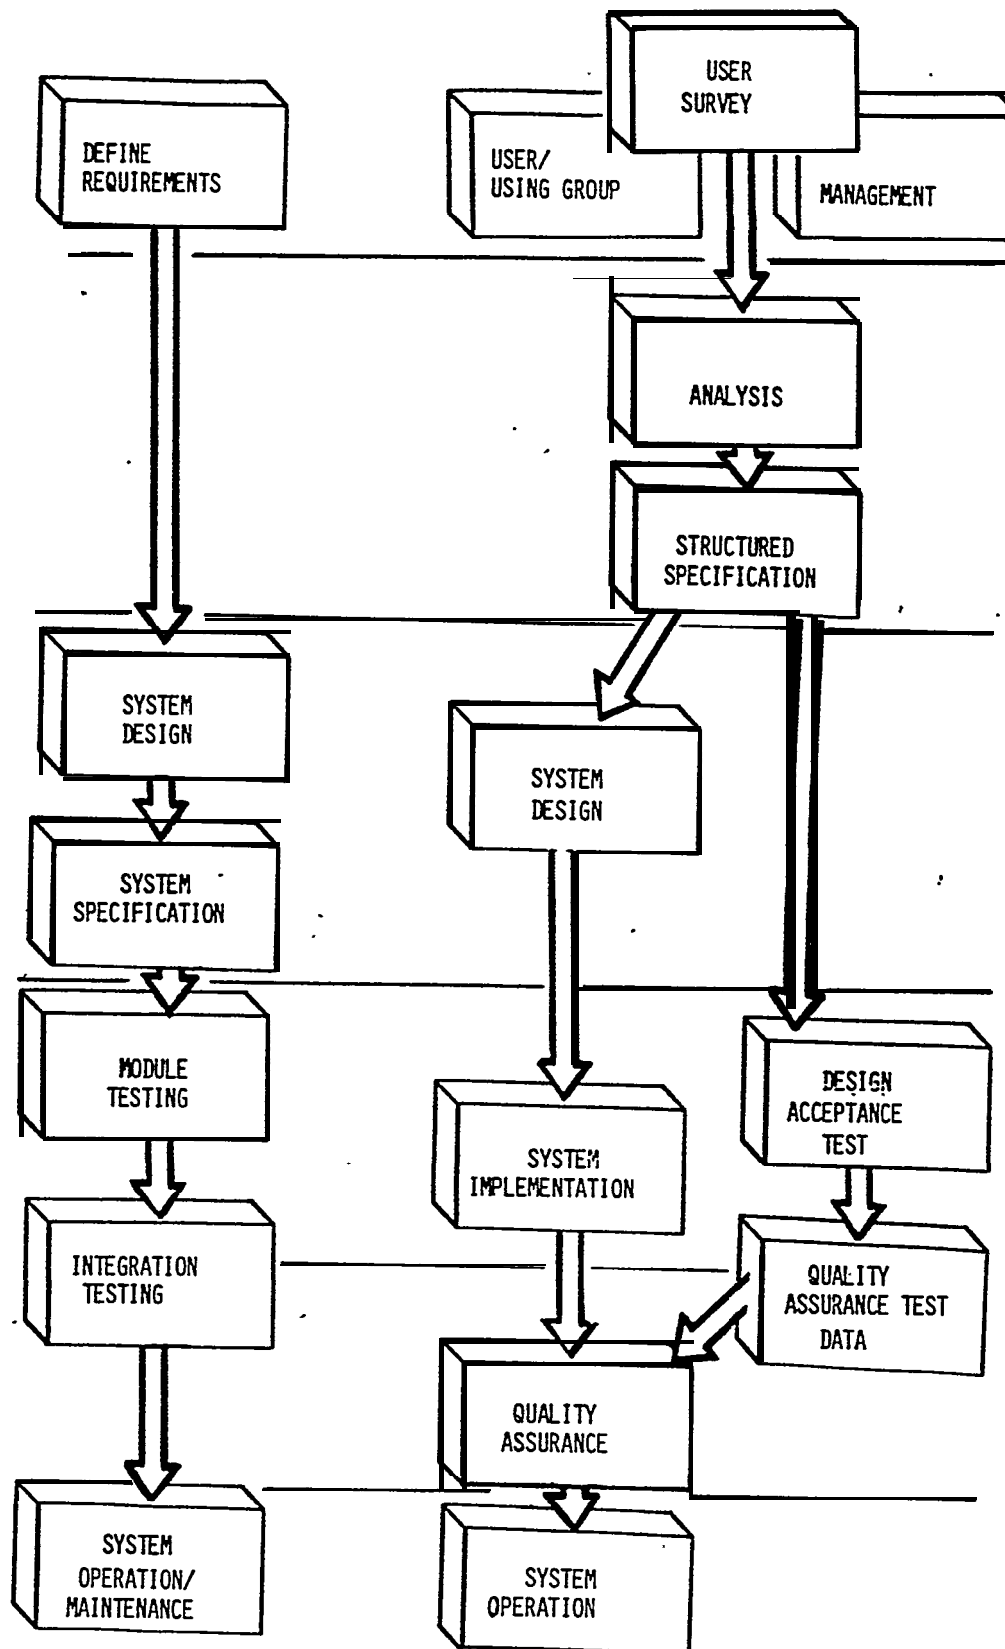 DEFINE
REQUIREMENTS
SYSTEM
DESIGN
SYSTEM
SPECIFICATION
MODULE
TESTING
INTEGRATION
TESTING
SYSTEM
OPERATION/
MAINTENANCE
USER
SURVEY
USER/
USING GROUP
MANAGEMENT
ANALYSIS
STRUCTURED
SPECIFICATION
SYSTEM
DESIGN
SYSTEM
IMPLEMENTATION
DESIGN
ACCEPTANCE
TEST
QUALITY
ASSURANCE TEST
DATA
QUALITY
ASSURANCE
SYSTEM
OPERATION